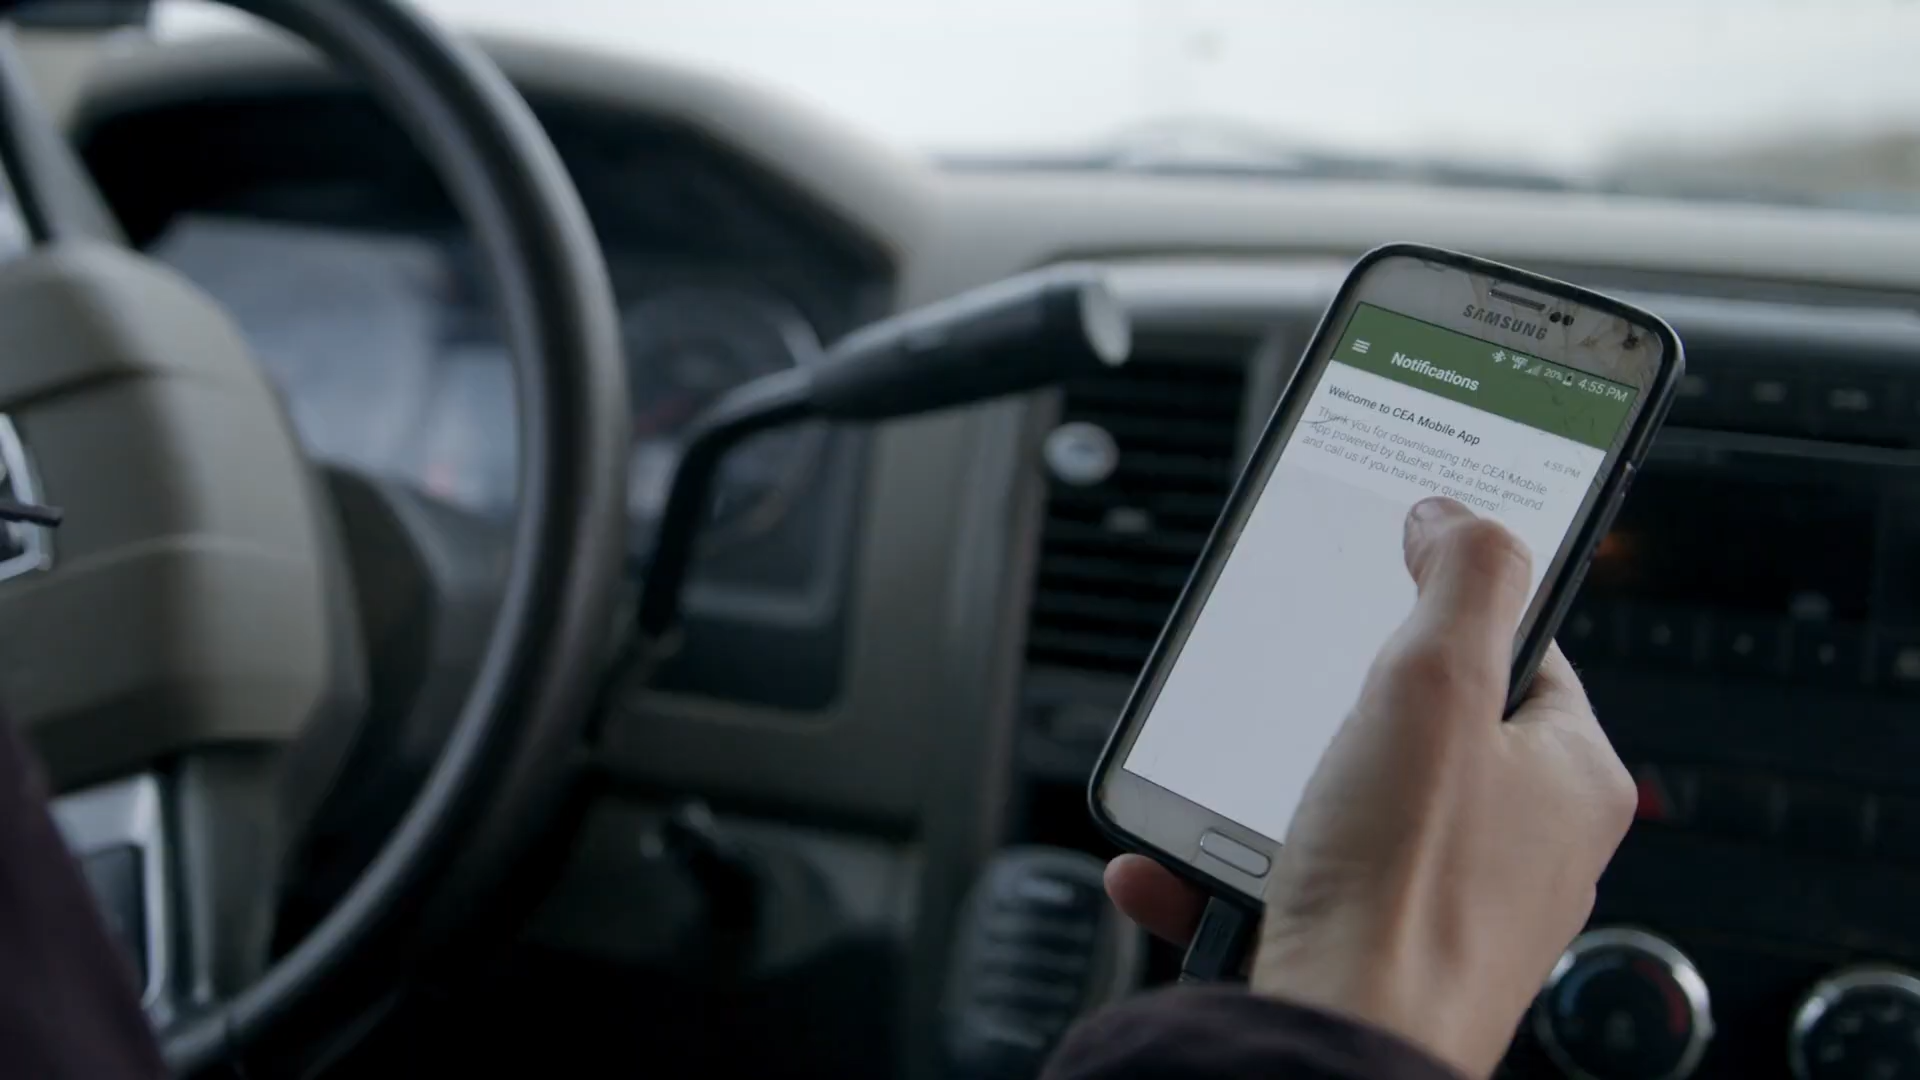 SAMSUNG
20% 4:55 PM
Notifications
Welcome to CEA Mobile App
4:55 PM
Thank you for downloading the CEA Mobile
App powered by Bushel. Take a look around
and call us if you have any questions!